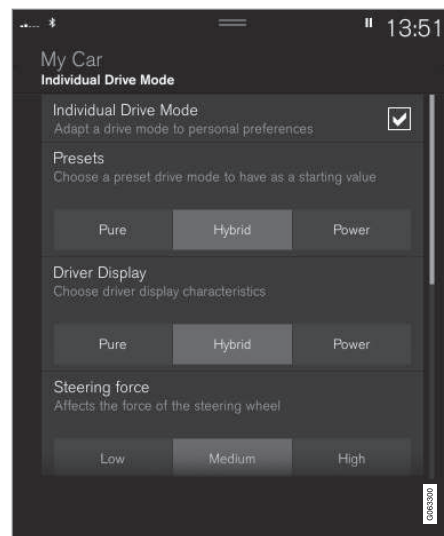 13:51
My Car
Individual Drive Mode
Individual Drive Mode
Adapt a drive mode to personal preferences
Presets
Choose a preset drive mode to have as a starting value
Pure Hybrid Power
Driver Display
Choose driver display characteristics
Pure Hybrid Power
Steering force
Affects the force of the steering wheel
Low Medium High
G063300